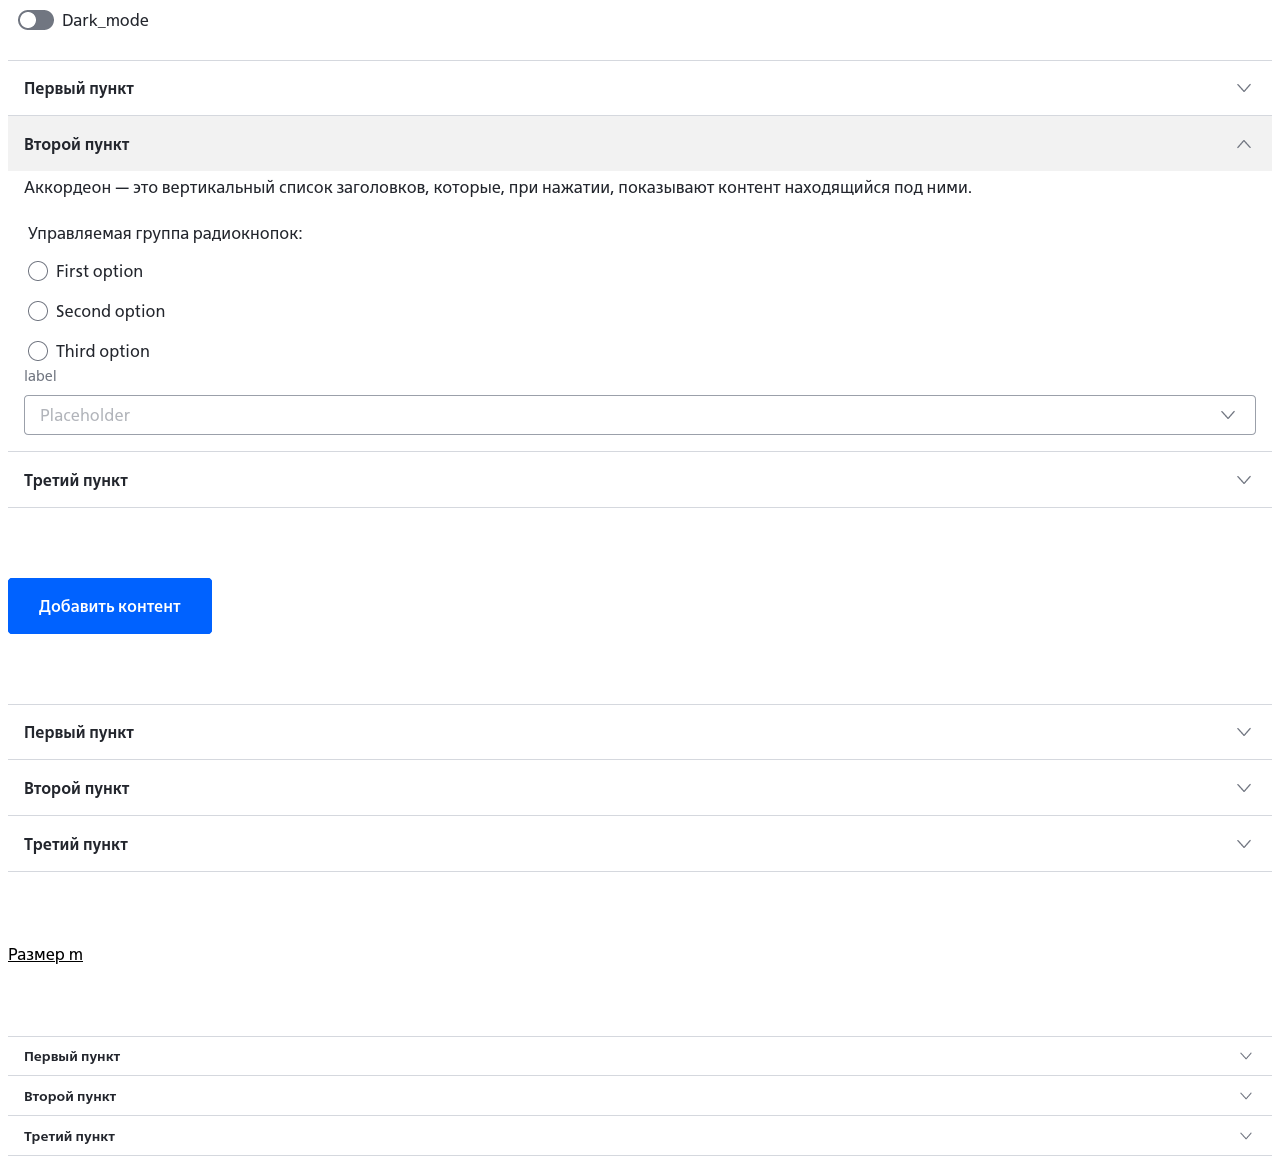 Dark_mode
Первый пункт
Второй пункт
Аккордеон — это вертикальный список заголовков, которые, при нажатии, показывают контент находящийся под ними.
Управляемая группа радиокнопок:
First option
Second option
Third option
label
Placeholder
Третий пункт
Добавить контент
Первый пункт
Второй пункт
Третий пункт
Размер m
Первый пункт
Второй пункт
Третий пункт